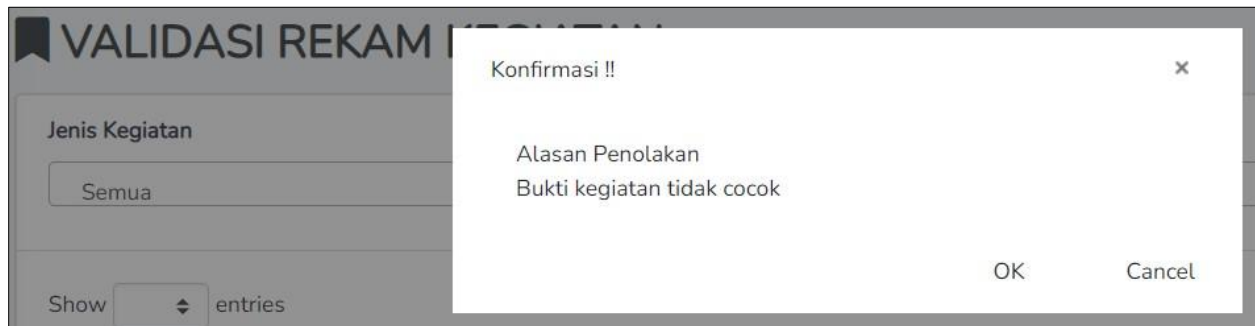 VALIDASI REKAM
Konfirmasi !!
×
Jenis Kegiatan
Semua
Alasan Penolakan
Bukti kegiatan tidak cocok
OK
Cancel
Show
entries